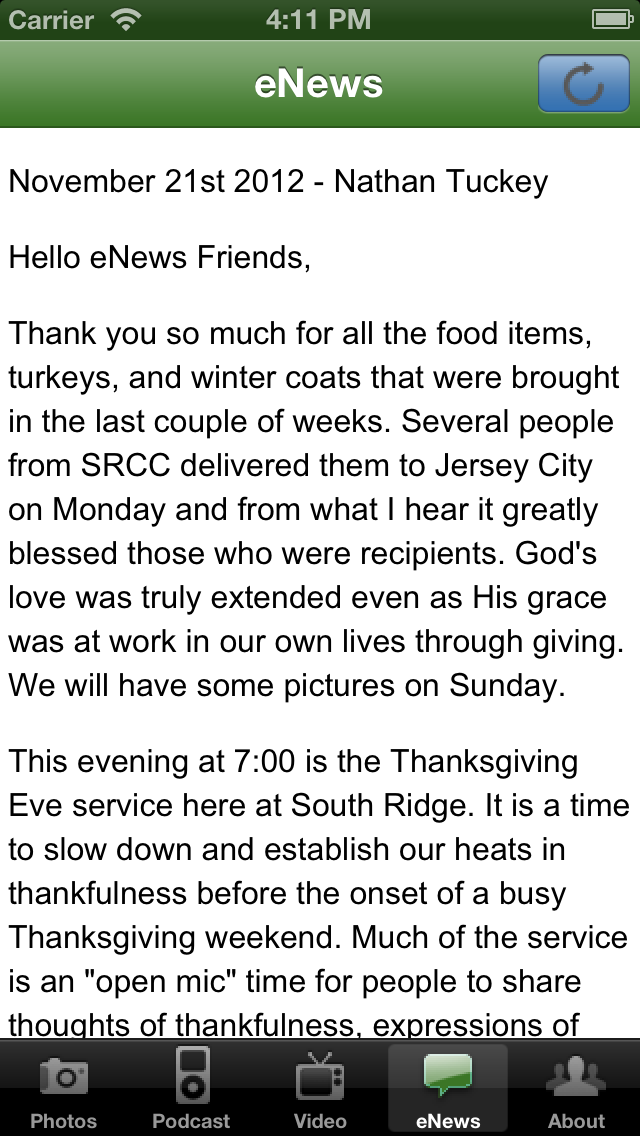 Carrier 4:11 PM
eNews
November 21st 2012 - Nathan Tuckey
Hello eNews Friends,
Thank you so much for all the food items,
turkeys, and winter coats that were brought
in the last couple of weeks. Several people
from SRCC delivered them to Jersey City
on Monday and from what I hear it greatly
blessed those who were recipients. God's
love was truly extended even as His grace
was at work in our own lives through giving.
We will have some pictures on Sunday.
This evening at 7:00 is the Thanksgiving
Eve service here at South Ridge. It is a time
to slow down and establish our heats in
thankfulness before the onset of a busy
Thanksgiving weekend. Much of the service
is an "open mic" time for people to share
thoughts of thankfulness, expressions of
Photos Podcast Video eNews About